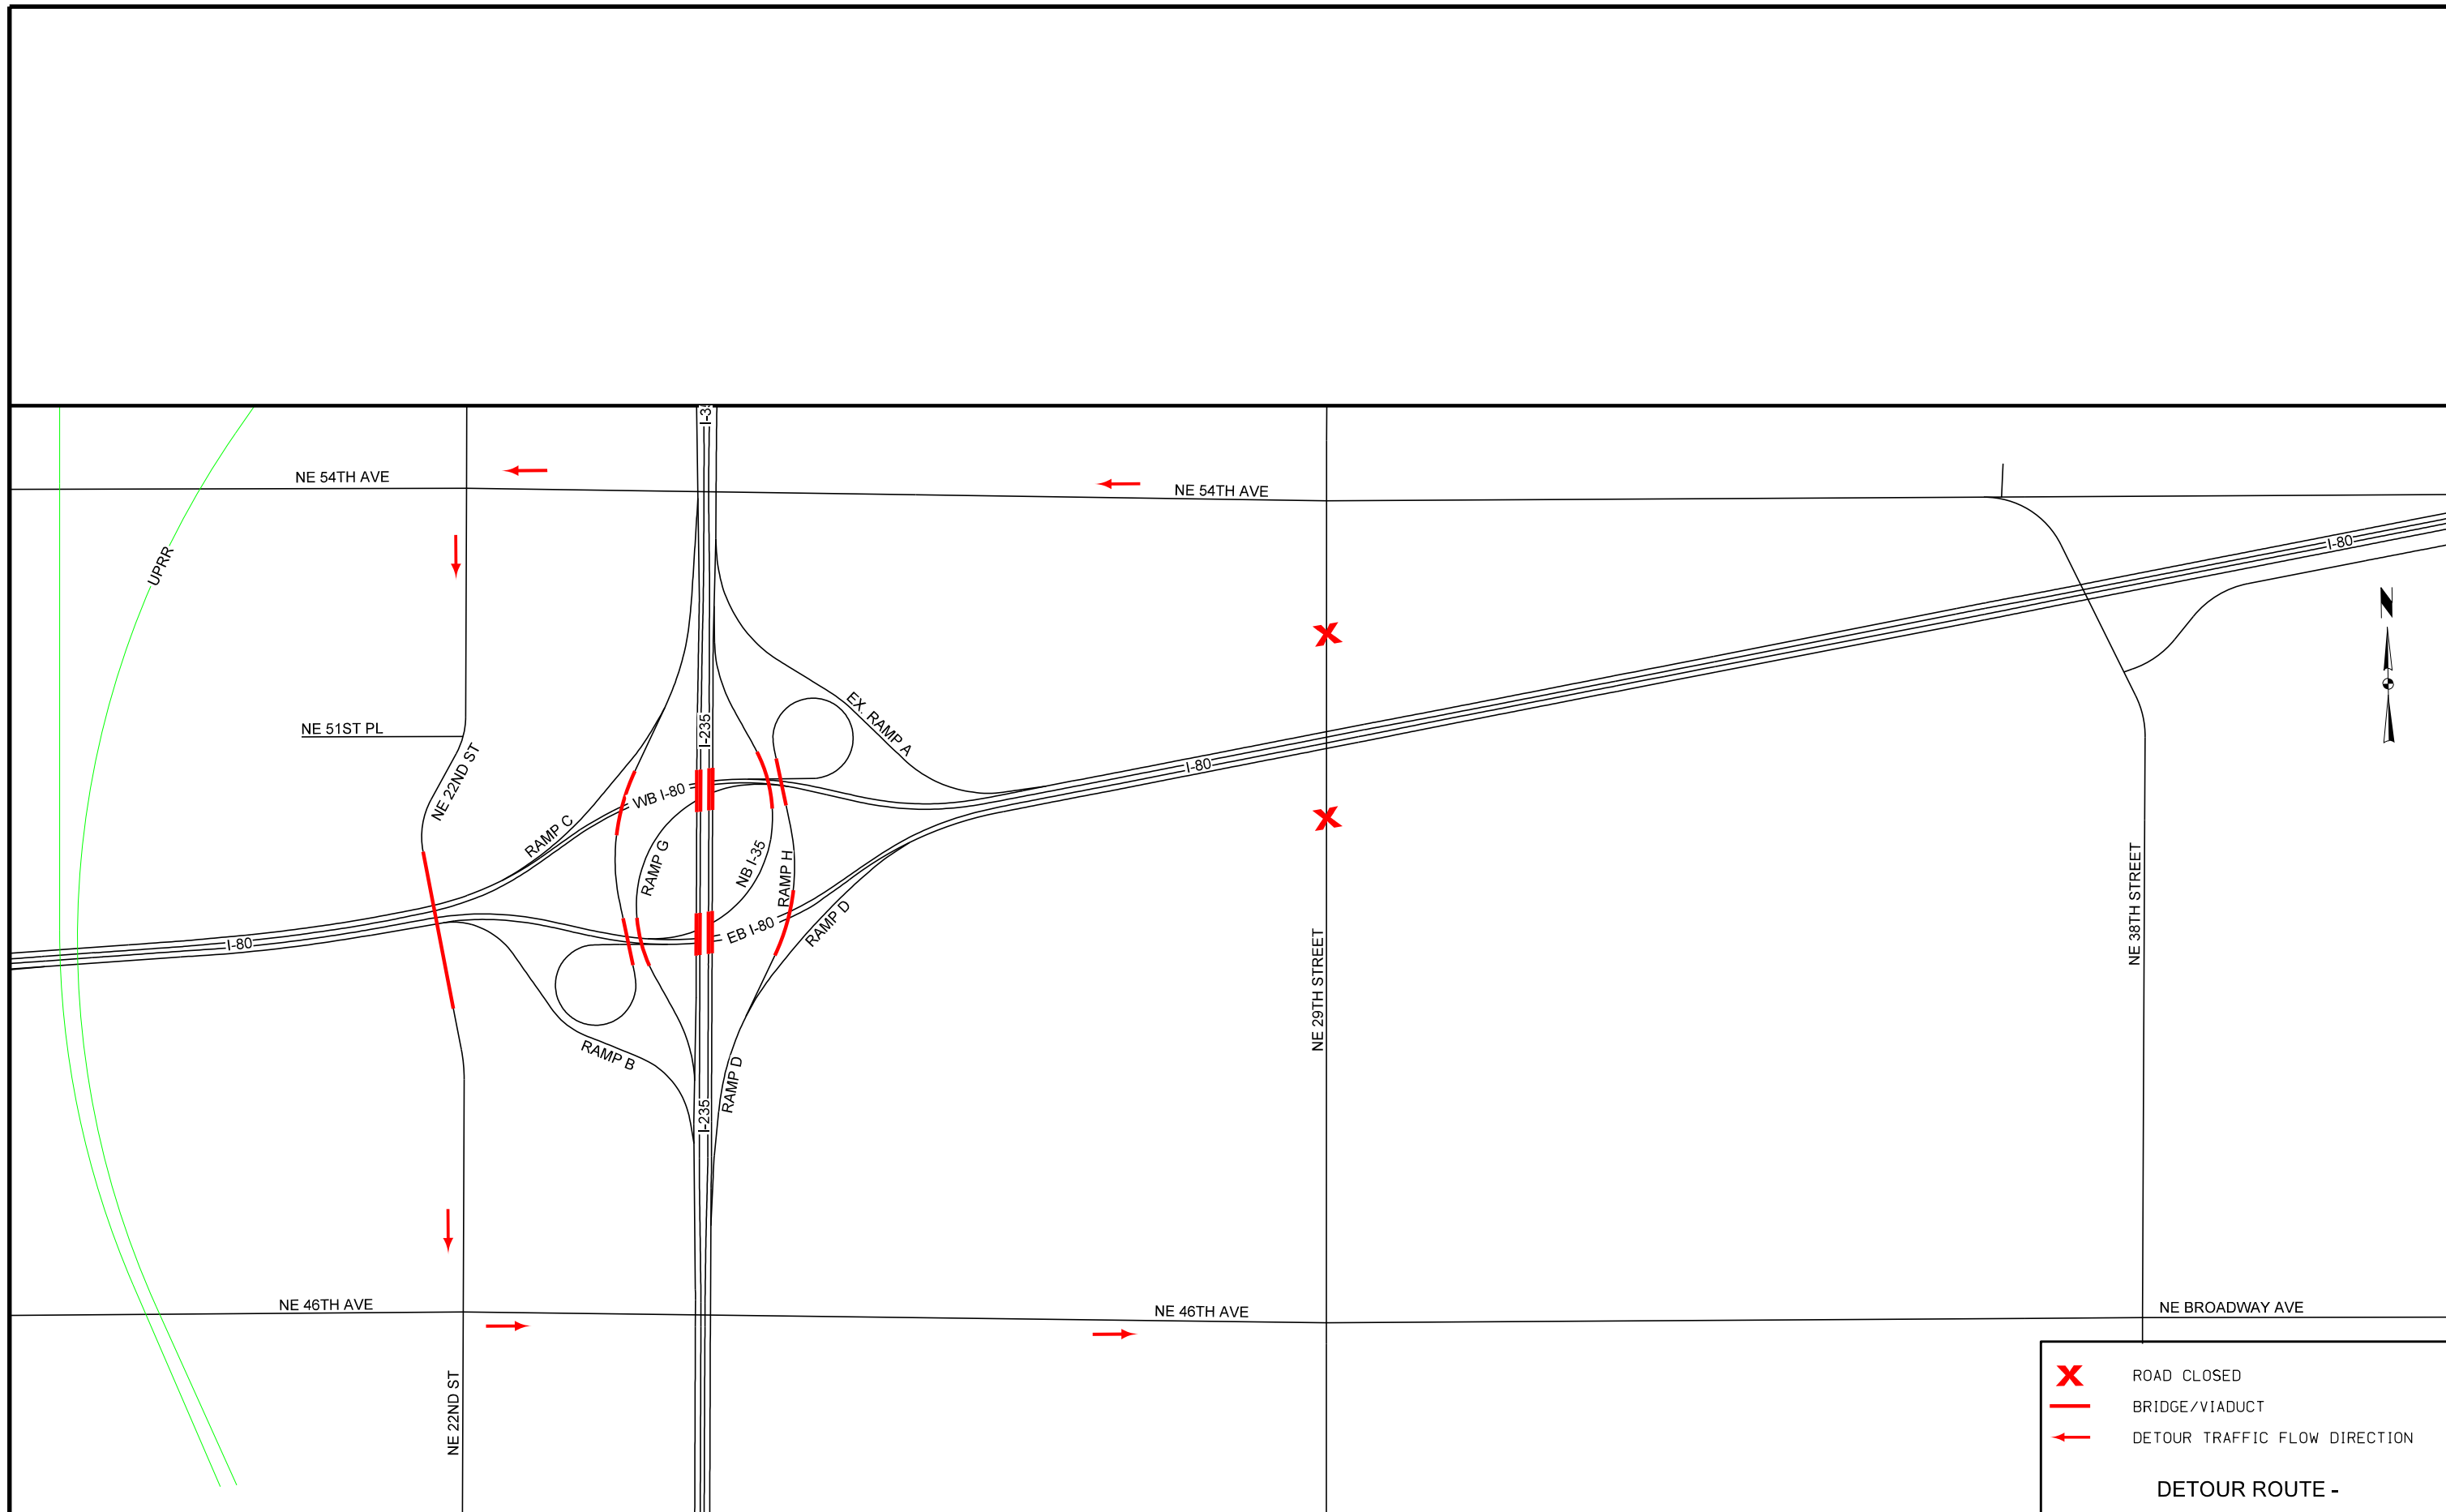 I-3
NE 54TH AVE
NE 54TH AVE
I-80
UPRR
N
NE 51ST PL
I-235
EX. RAMP A
NE 22ND ST
I-80
WB I-80
RAMP C
RAMP G
NB I-35
RAMP H
NE 38TH STREET
EB I-80
RAMP D
I-80
NE 29TH STREET
RAMP B
RAMP D
I-235
NE 46TH AVE
NE 46TH AVE
NE BROADWAY AVE
NE 22ND ST
X ROAD CLOSED
BRIDGE/VIADUCT
DETOUR TRAFFIC FLOW DIRECTION
DETOUR ROUTE -